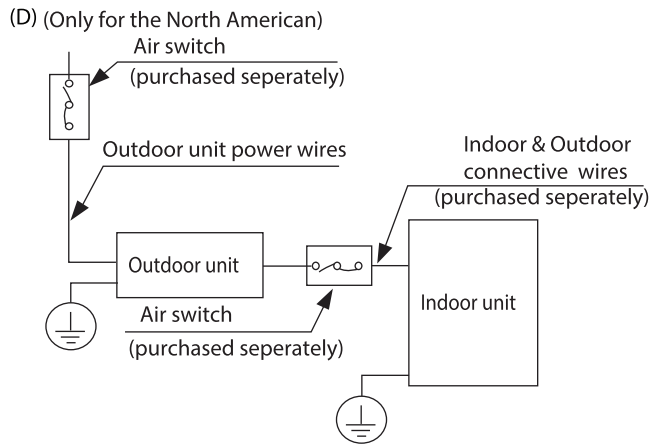 (D) (Only for the North American)
Air switch
(purchased seperately)
Outdoor unit power wires
Indoor & Outdoor
connective wires
(purchased seperately)
Outdoor unit
Indoor unit
Air switch
(purchased seperately)